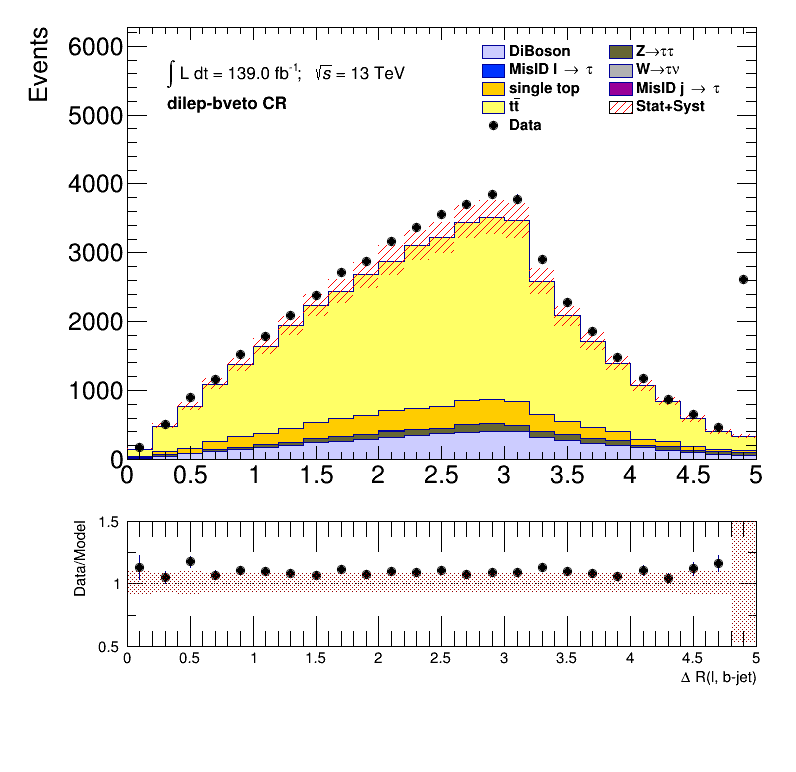 Events
6000
5000
4000
3000
2000
1000
0
∫ L dt = 139.0 fb⁻¹; √s = 13 TeV
dilep-bveto CR
DiBoson
MisID l → τ
single top
tt̄
Data
Z→ττ
W→τν
MisID j → τ
Stat+Syst
0 0.5 1 1.5 2 2.5 3 3.5 4 4.5 5
Data/Model
1.5
1
0.5
0 0.5 1 1.5 2 2.5 3 3.5 4 4.5 5
Δ R(l, b-jet)